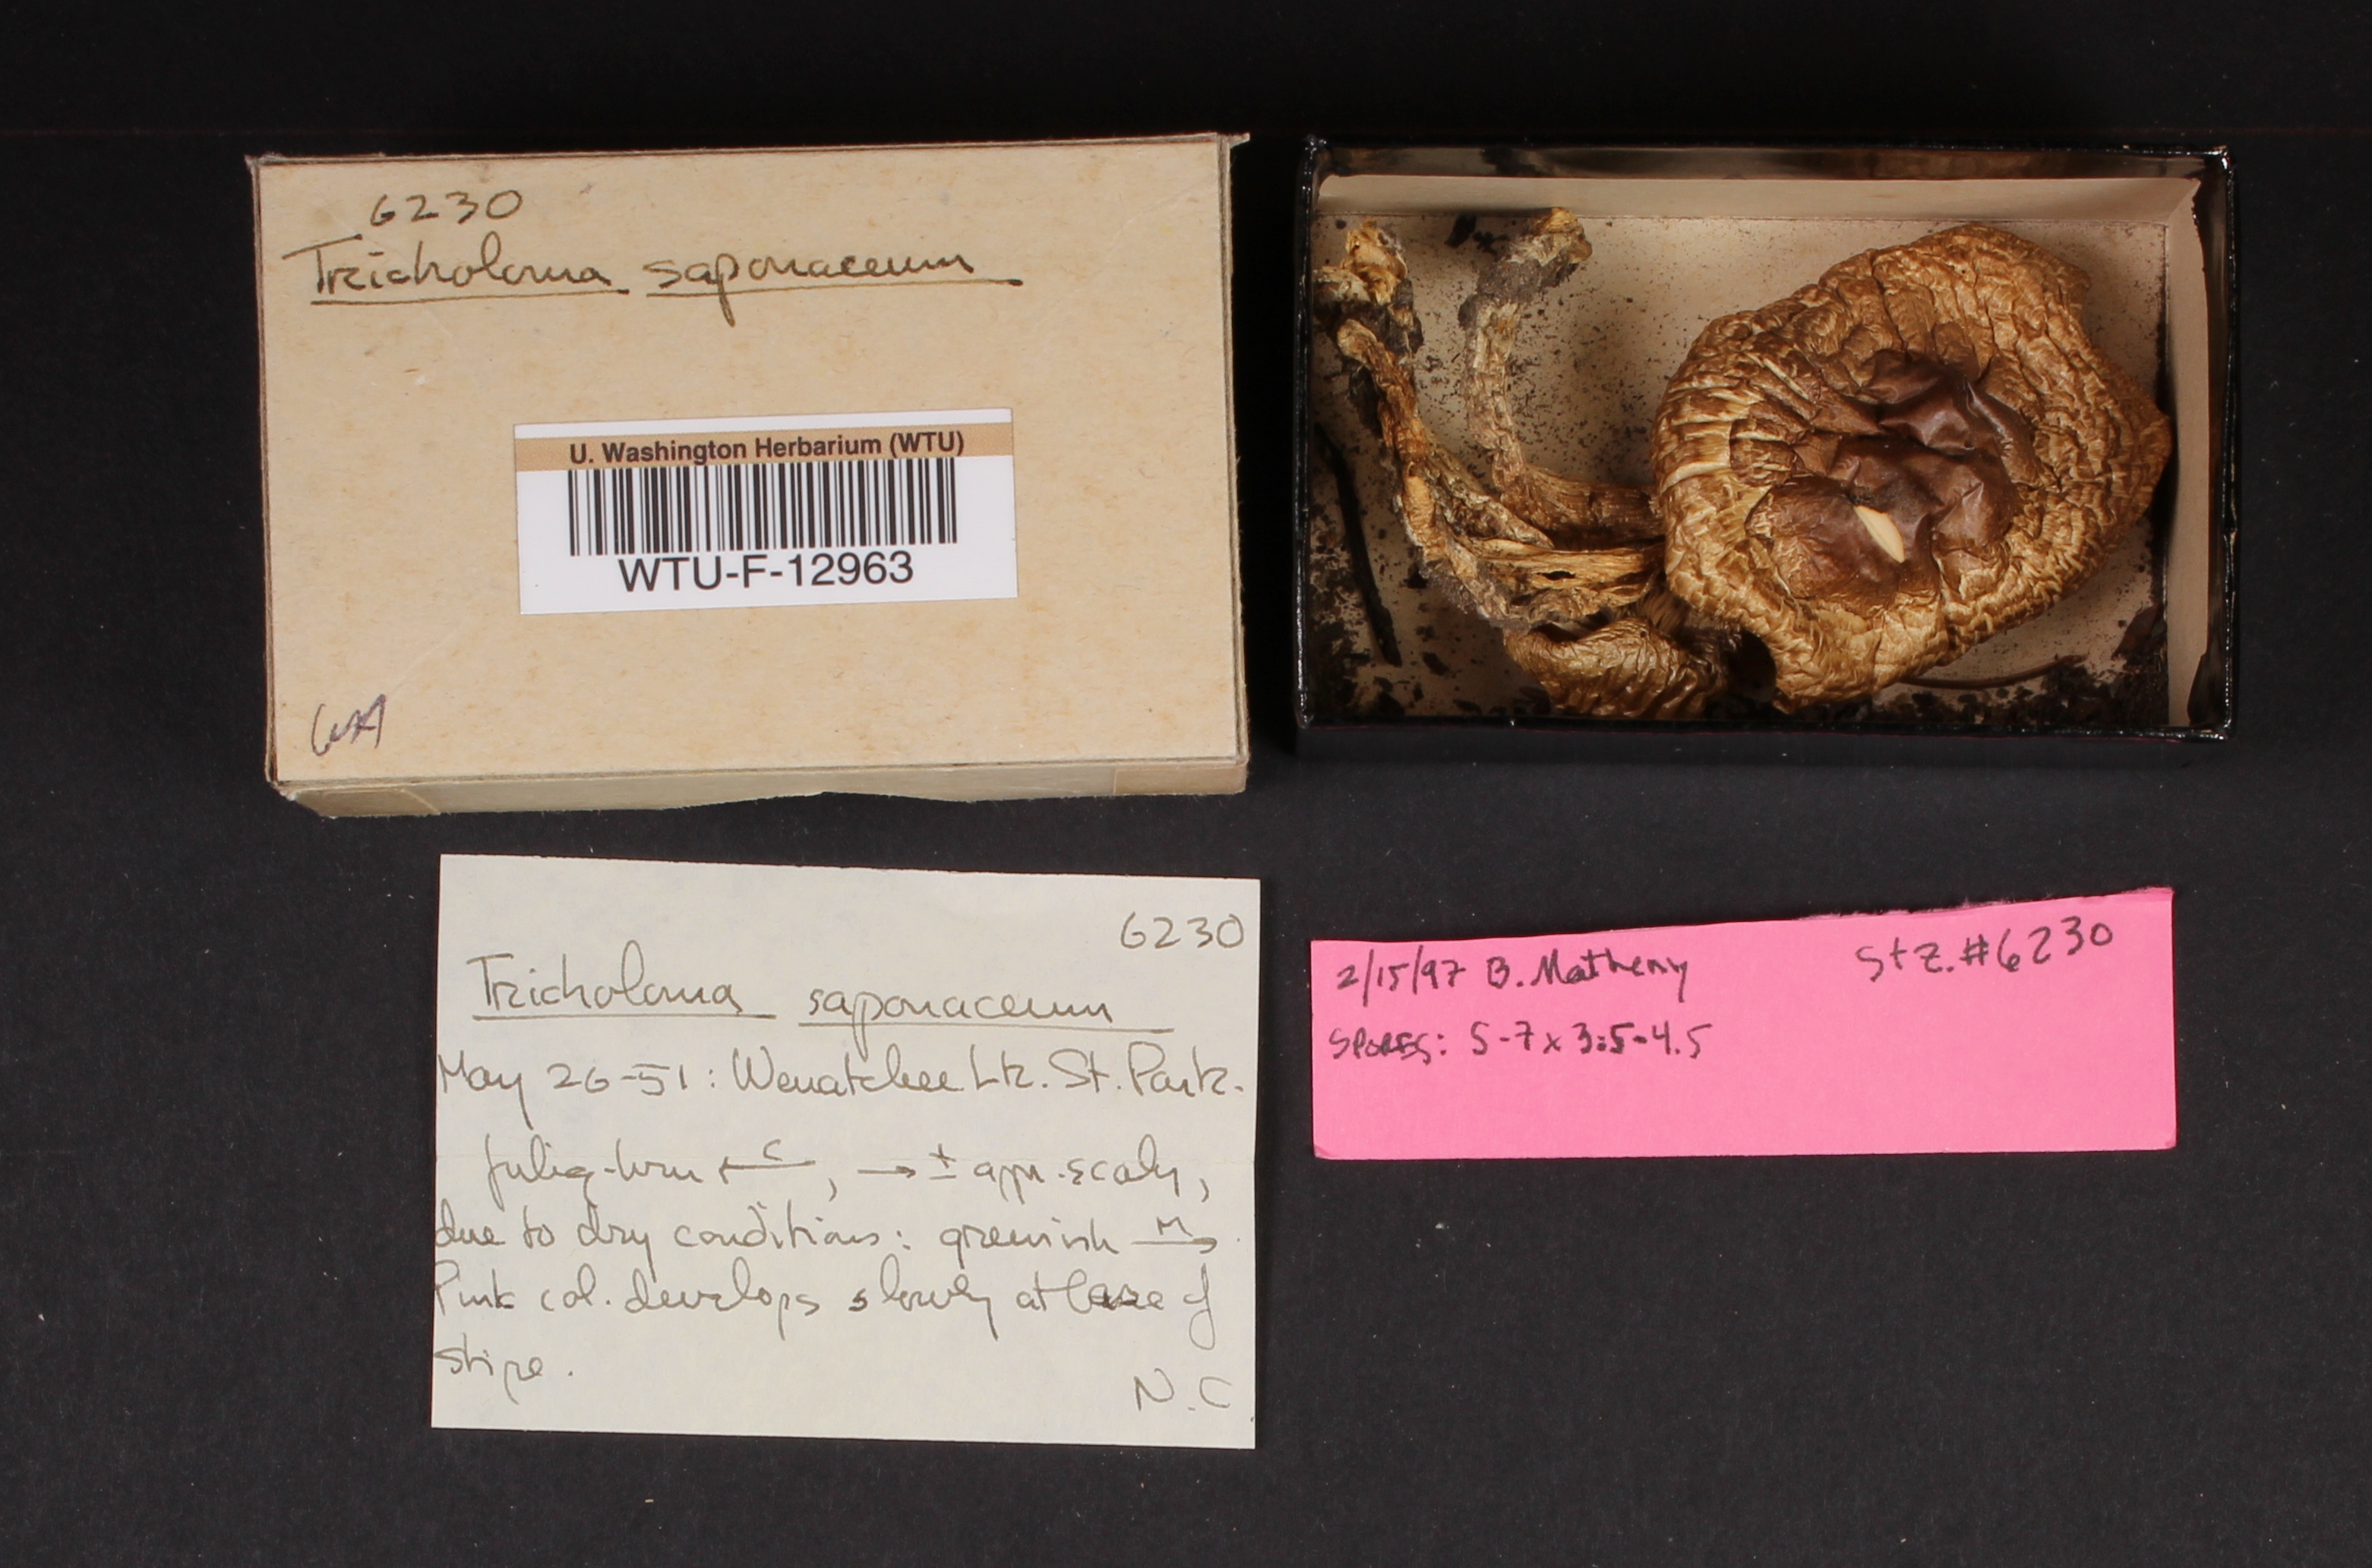 6230
Tricholoma saponaceum
U. Washington Herbarium (WTU)
WTU-F-12963
6230
Tricholoma saponaceum
May 26-51: Wenatchee Lk. St. Park.
fulig-brn ←C, → ± appr. scaly,
due to dry conditions: greenish M→
Pink col. develops slowly at base of
stipe.
N.C
2/15/97 B. Matheny Stz. #6230
SPORES: 5-7 x 3.5-4.5